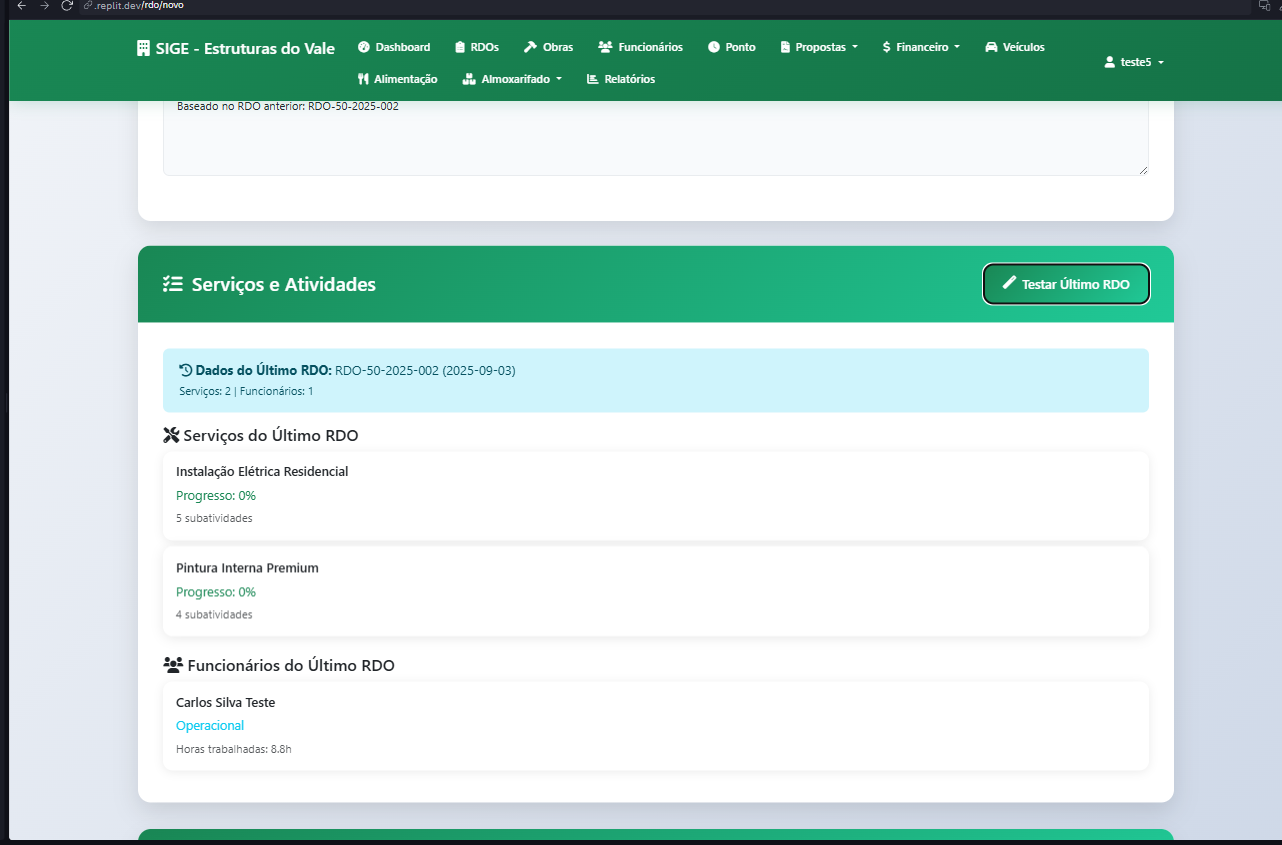 .replit.dev/rdo/novo
SIGE - Estruturas do Vale
Dashboard
RDOs
Obras
Funcionários
Ponto
Propostas
Financeiro
Veículos
Alimentação
Almoxarifado
Relatórios
teste5
Baseado no RDO anterior: RDO-50-2025-002
Serviços e Atividades
Testar Último RDO
Dados do Último RDO: RDO-50-2025-002 (2025-09-03)
Serviços: 2 | Funcionários: 1
Serviços do Último RDO
Instalação Elétrica Residencial
Progresso: 0%
5 subatividades
Pintura Interna Premium
Progresso: 0%
4 subatividades
Funcionários do Último RDO
Carlos Silva Teste
Operacional
Horas trabalhadas: 8.8h